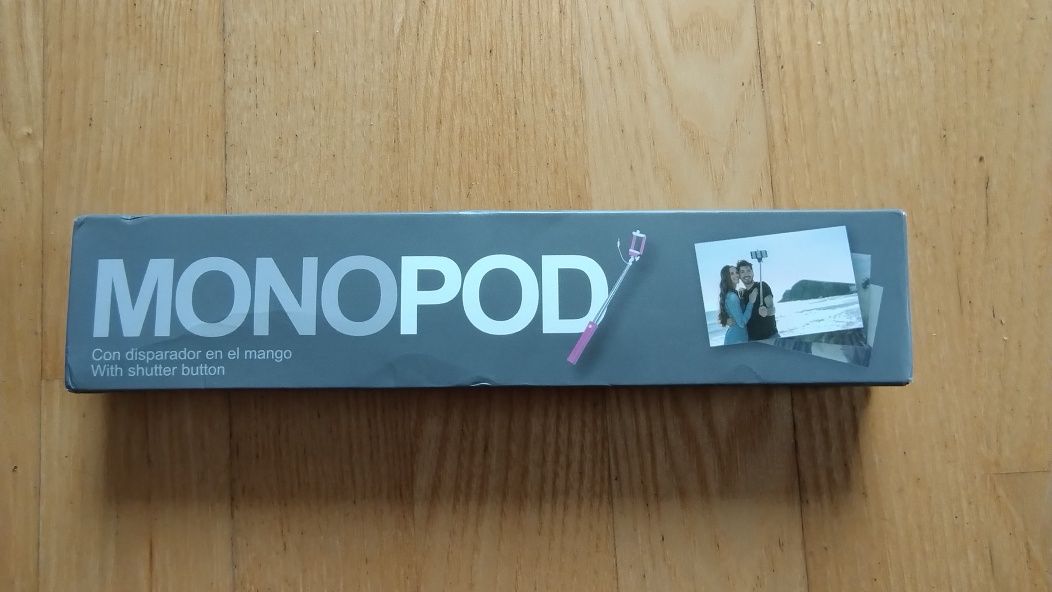 MONOPOD
Con disparador en el mango
With shutter button